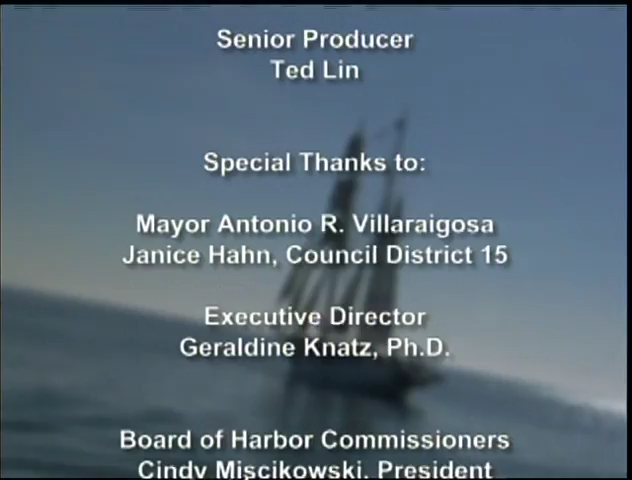 Senior Producer
Ted Lin
Special Thanks to:
Mayor Antonio R. Villaraigosa
Janice Hahn, Council District 15
Executive Director
Geraldine Knatz, Ph.D.
Board of Harbor Commissioners
Cindy Miscikowski, President